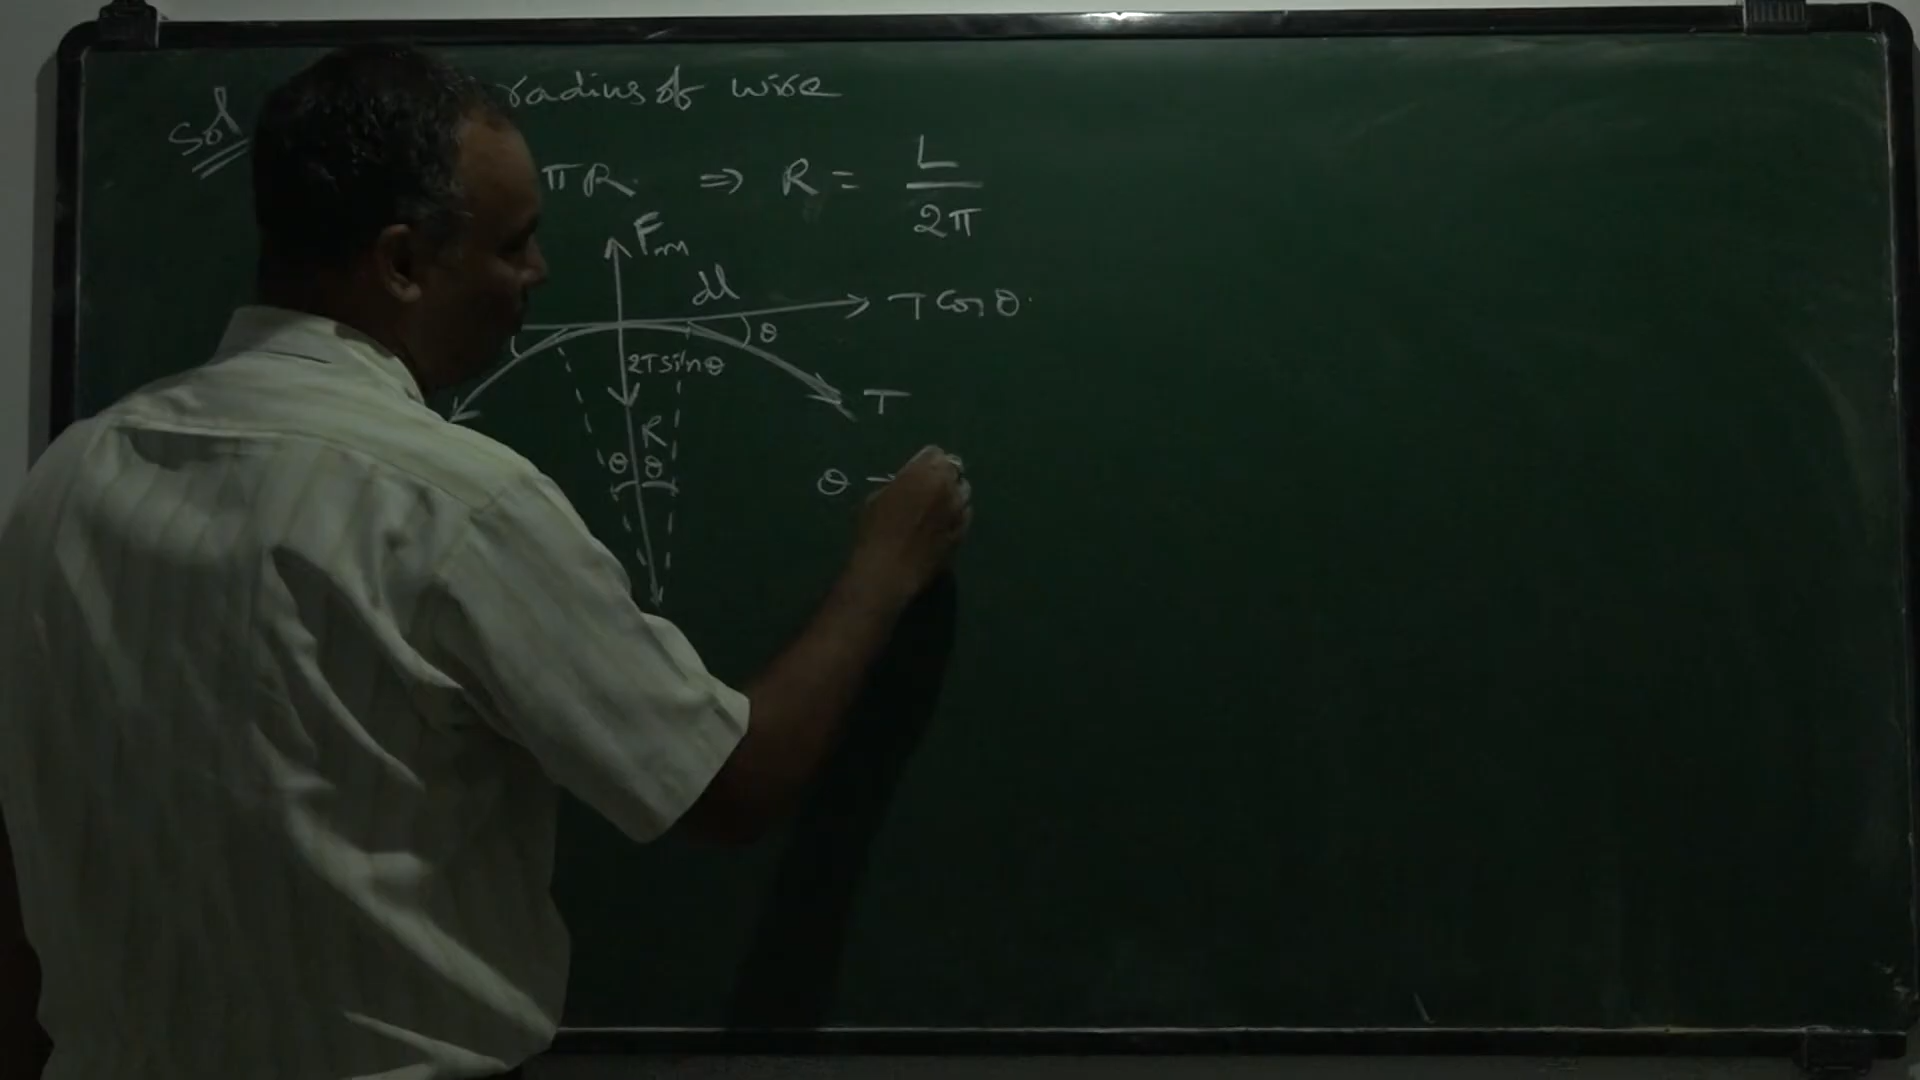 Sol radius of wire
πR. ⇒ R = L / 2π
Fm
dl
T Cos θ.
θ
2T sin θ
T
R
θ θ
θ →